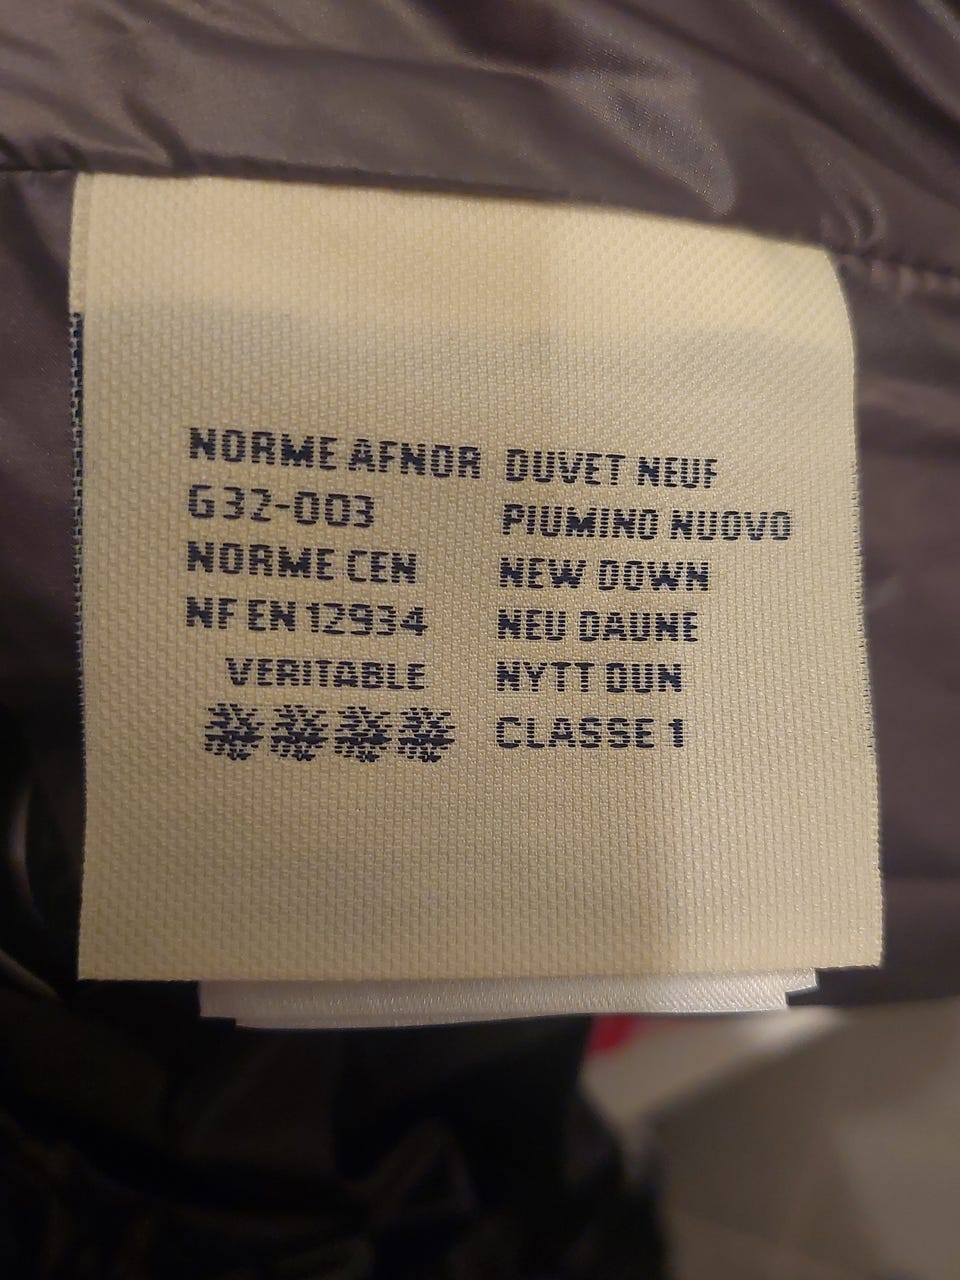 NORME AFNOR
G32-003
NORME CEN
NF EN 12934
VERITABLE
DUVET NEUF
PIUMINO NUOVO
NEW DOWN
NEU DAUNE
NYTT DUN
CLASSE 1